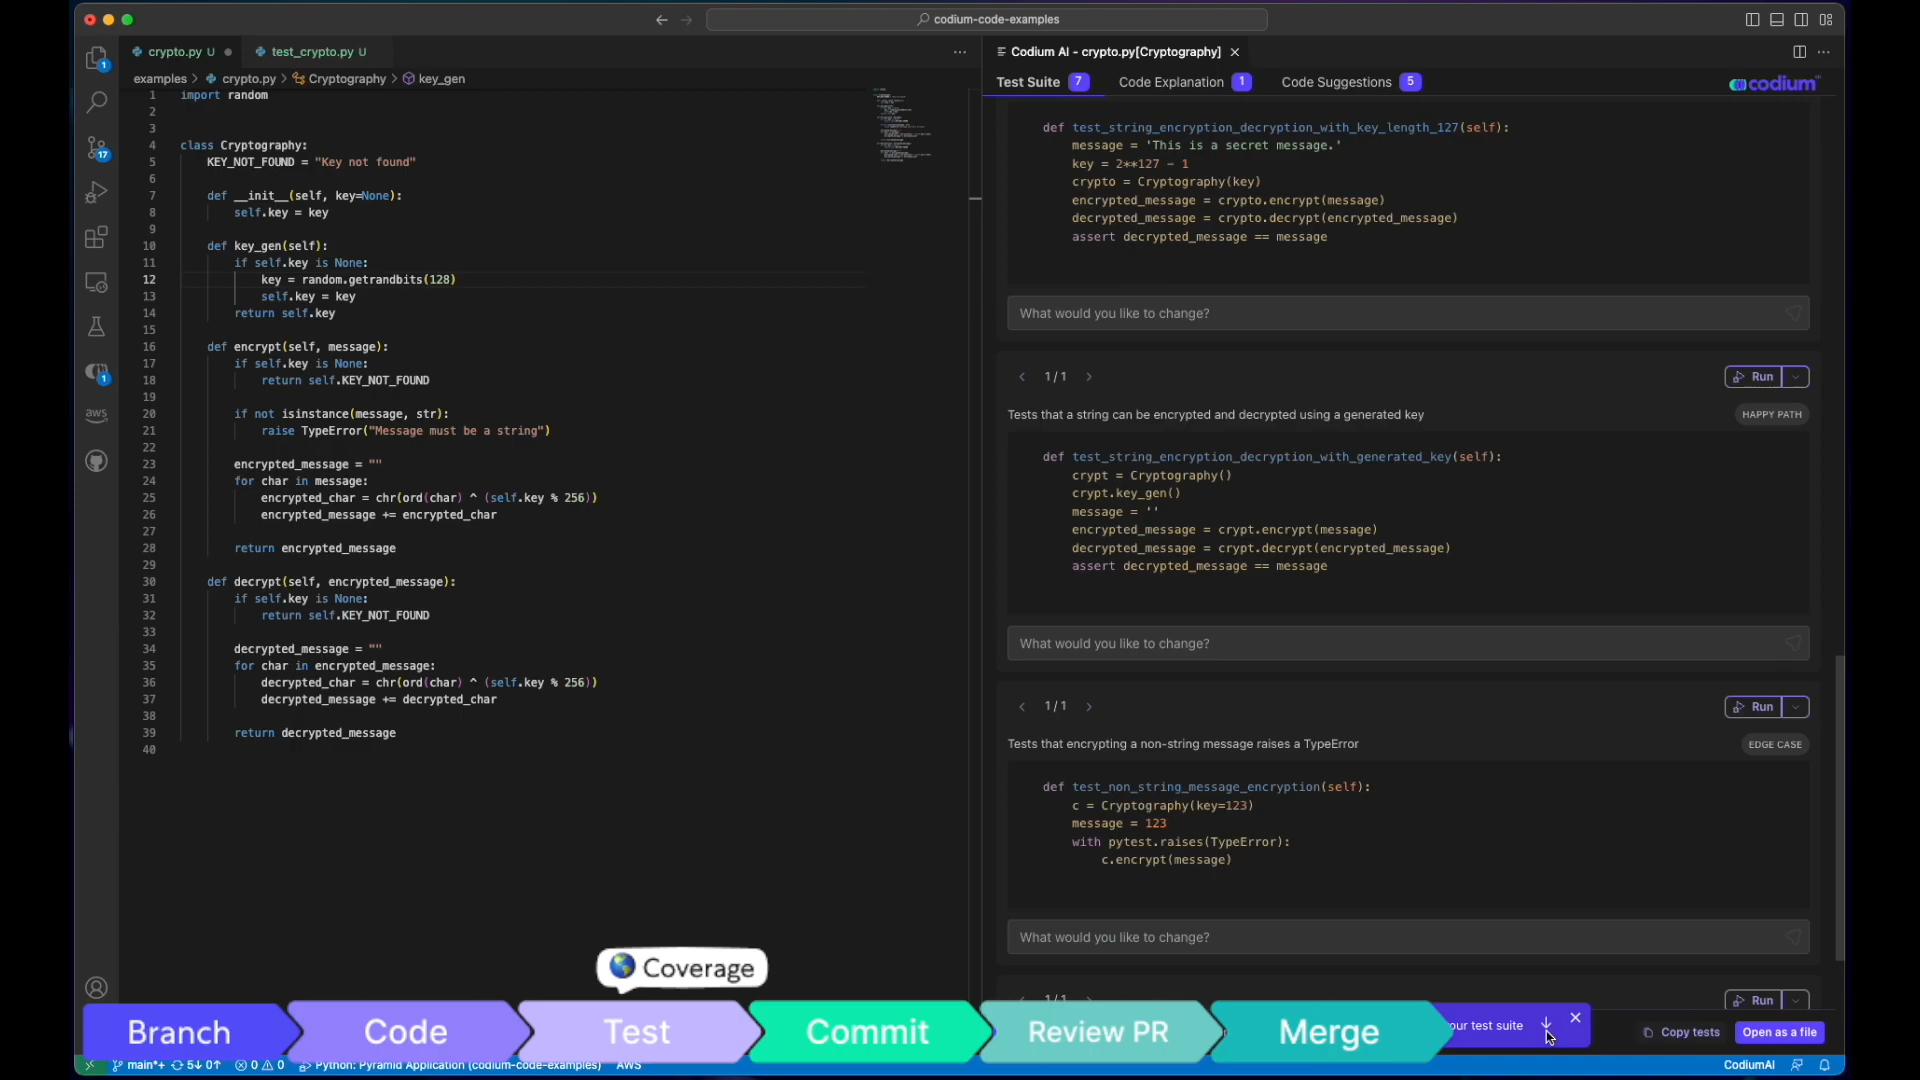 codium-code-examples
crypto.py U
test_crypto.py U
Codium AI - crypto.py[Cryptography]
examples > crypto.py > Cryptography > key_gen
Test Suite 7
Code Explanation 1
Code Suggestions 5
codium
1 import random
2
3
4 class Cryptography:
5 KEY_NOT_FOUND = "Key not found"
6
7 def __init__(self, key=None):
8 self.key = key
9
10 def key_gen(self):
11 if self.key is None:
12 key = random.getrandbits(128)
13 self.key = key
14 return self.key
15
16 def encrypt(self, message):
17 if self.key is None:
18 return self.KEY_NOT_FOUND
19
20 if not isinstance(message, str):
21 raise TypeError("Message must be a string")
22
23 encrypted_message = ""
24 for char in message:
25 encrypted_char = chr(ord(char) ^ (self.key % 256))
26 encrypted_message += encrypted_char
27
28 return encrypted_message
29
30 def decrypt(self, encrypted_message):
31 if self.key is None:
32 return self.KEY_NOT_FOUND
33
34 decrypted_message = ""
35 for char in encrypted_message:
36 decrypted_char = chr(ord(char) ^ (self.key % 256))
37 decrypted_message += decrypted_char
38
39 return decrypted_message
40
1
17
1
aws
def test_string_encryption_decryption_with_key_length_127(self):
message = 'This is a secret message.'
key = 2**127 - 1
crypto = Cryptography(key)
encrypted_message = crypto.encrypt(message)
decrypted_message = crypto.decrypt(encrypted_message)
assert decrypted_message == message
What would you like to change?
< 1/1 >
Run
Tests that a string can be encrypted and decrypted using a generated key
HAPPY PATH
def test_string_encryption_decryption_with_generated_key(self):
crypt = Cryptography()
crypt.key_gen()
message = ''
encrypted_message = crypt.encrypt(message)
decrypted_message = crypt.decrypt(encrypted_message)
assert decrypted_message == message
What would you like to change?
< 1/1 >
Run
Tests that encrypting a non-string message raises a TypeError
EDGE CASE
def test_non_string_message_encryption(self):
c = Cryptography(key=123)
message = 123
with pytest.raises(TypeError):
c.encrypt(message)
What would you like to change?
Run
Coverage
Branch
Code
Test
Commit
Review PR
Merge
test suite
Copy tests
Open as a file
main*+ 5↓ 0↑ 0 0 Python: Pyramid Application (codium-code-examples) AWS
CodiumAI